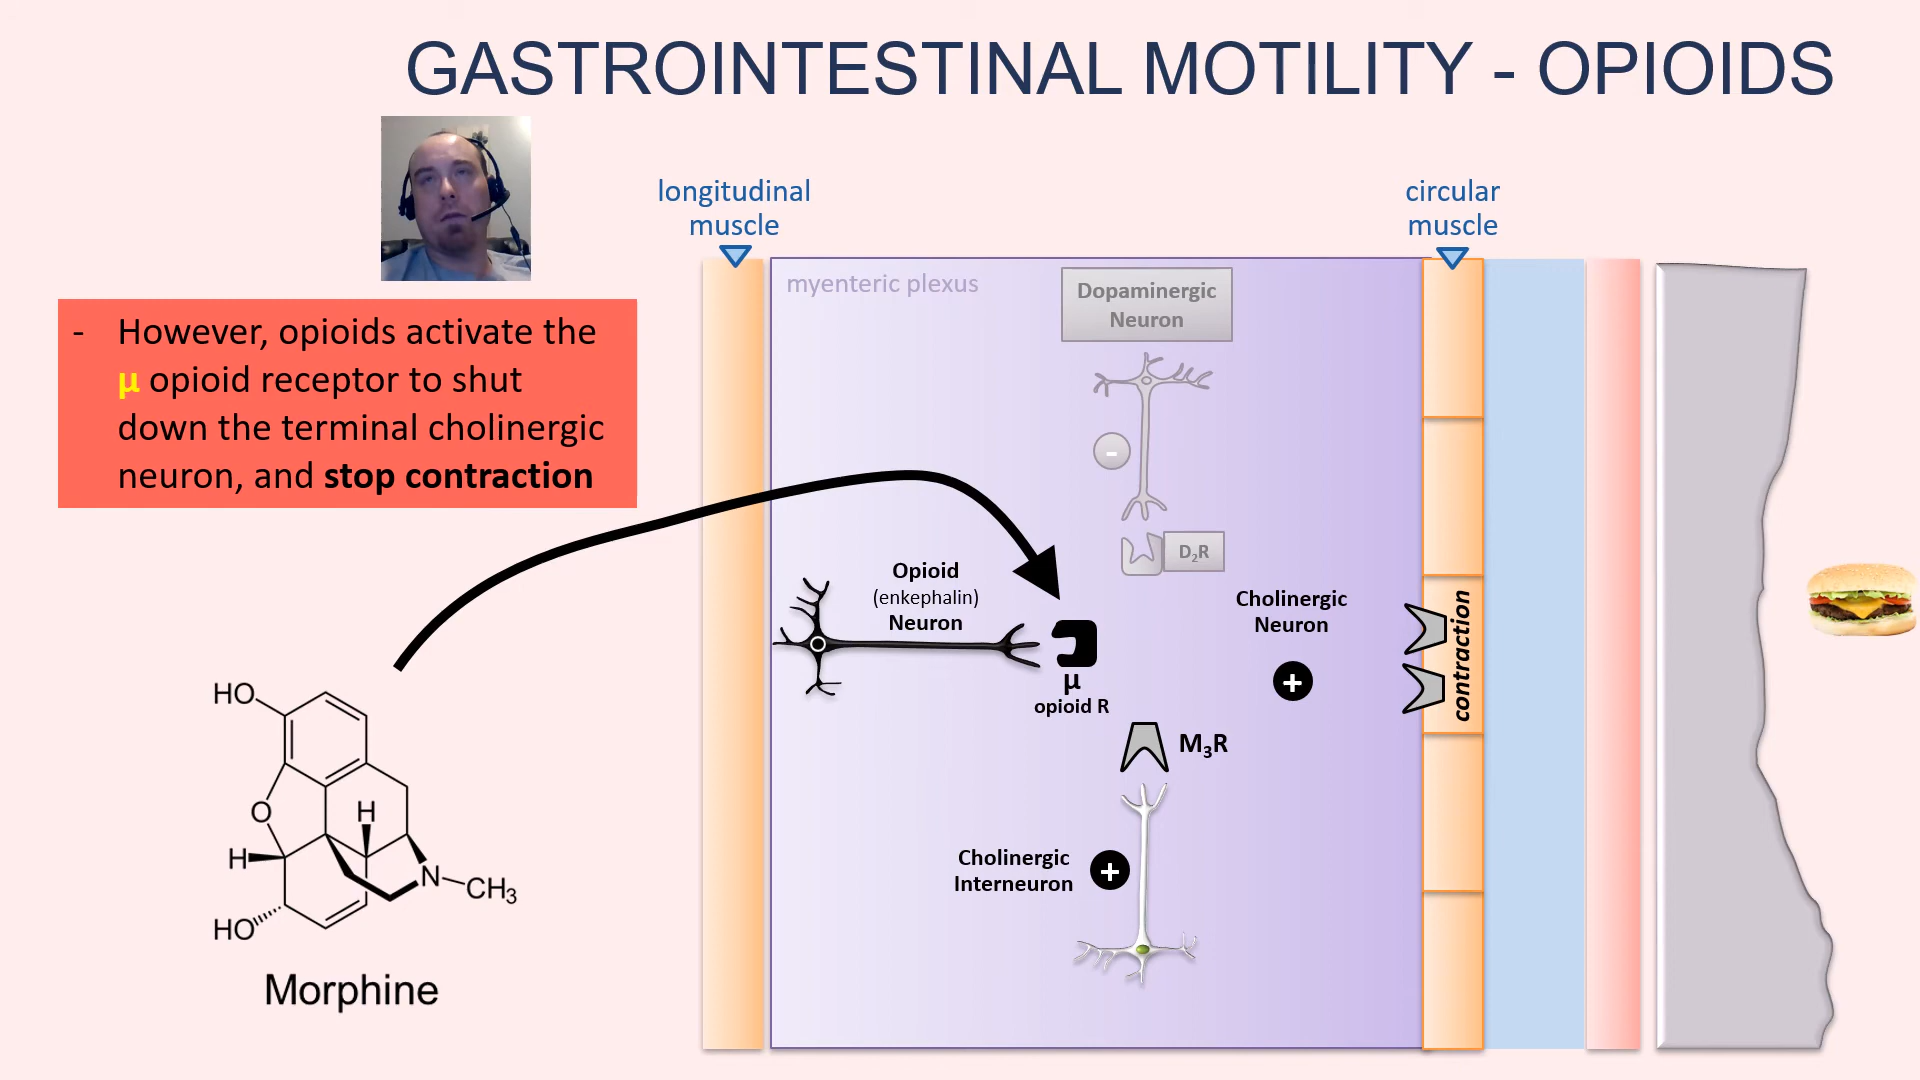 GASTROINTESTINAL MOTILITY - OPIOIDS
longitudinal
muscle
circular
muscle
- However, opioids activate the
µ opioid receptor to shut
down the terminal cholinergic
neuron, and stop contraction
myenteric plexus
Dopaminergic
Neuron
-
D₂R
Opioid
(enkephalin)
Neuron
µ
opioid R
Cholinergic
Neuron
+
contraction
M₃R
Cholinergic
Interneuron
+
HO
O
H
H
N
CH₃
HO
Morphine